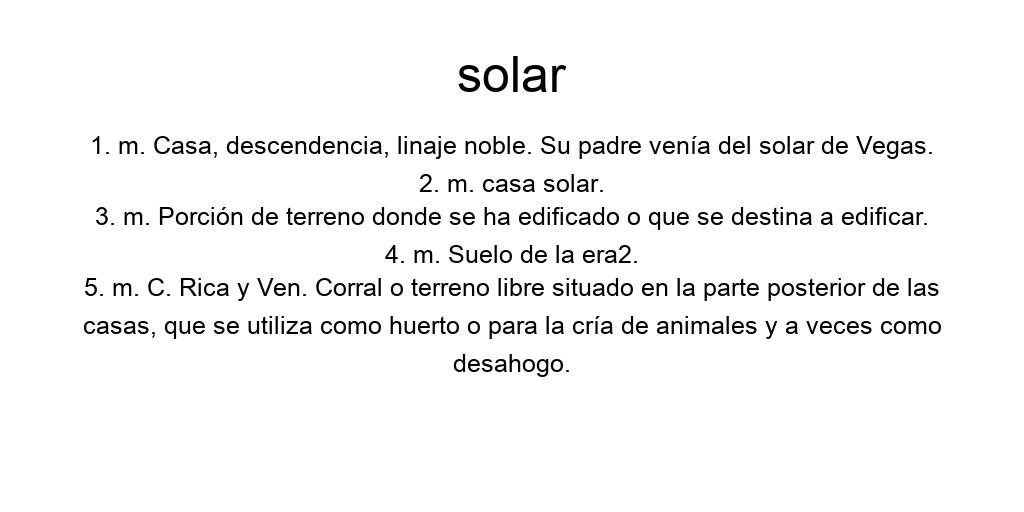 solar
1. m. Casa, descendencia, linaje noble. Su padre venía del solar de Vegas.
2. m. casa solar.
3. m. Porción de terreno donde se ha edificado o que se destina a edificar.
4. m. Suelo de la era2.
5. m. C. Rica y Ven. Corral o terreno libre situado en la parte posterior de las
casas, que se utiliza como huerto o para la cría de animales y a veces como
desahogo.